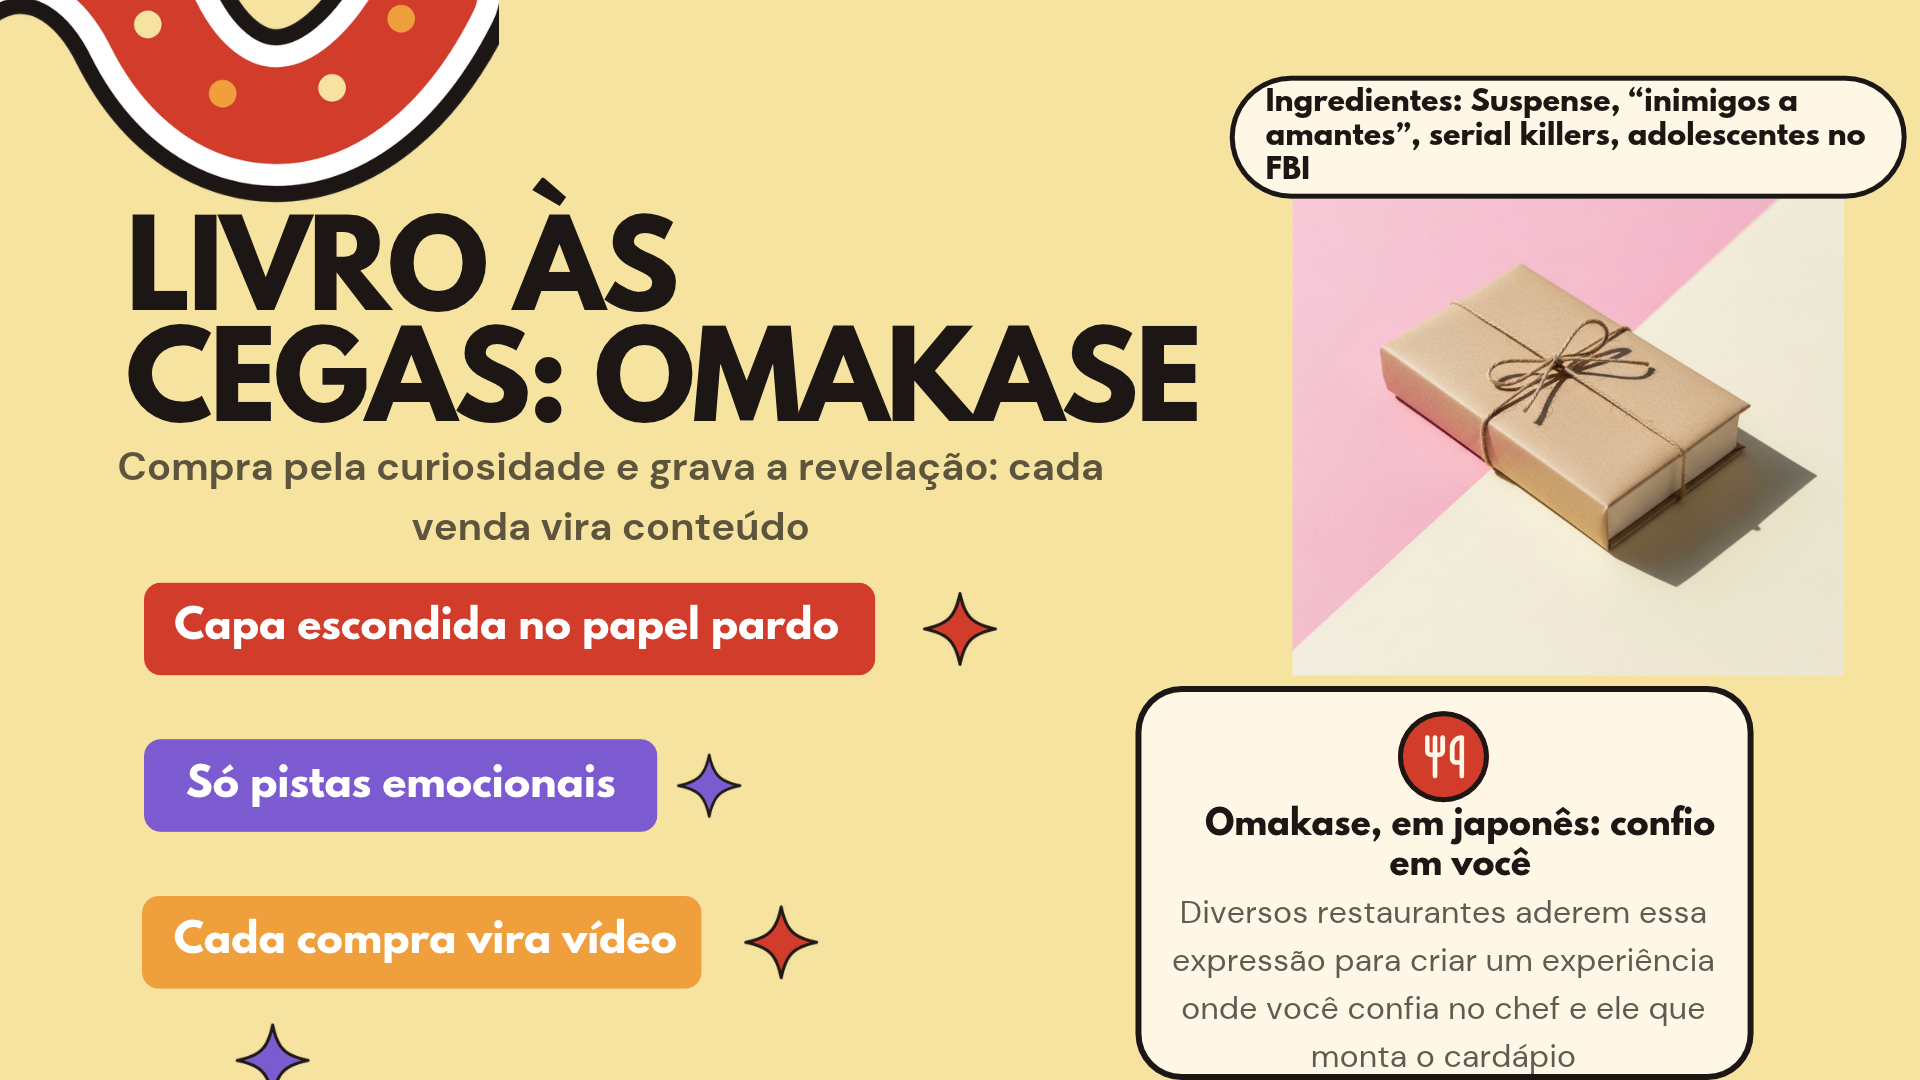 Ingredientes: Suspense, “inimigos a
amantes”, serial killers, adolescentes no
FBI
LIVRO ÀS
CEGAS: OMAKASE
Compra pela curiosidade e grava a revelação: cada
venda vira conteúdo
Capa escondida no papel pardo
Só pistas emocionais
Cada compra vira vídeo
Omakase, em japonês: confio
em você
Diversos restaurantes aderem essa
expressão para criar um experiência
onde você confia no chef e ele que
monta o cardápio